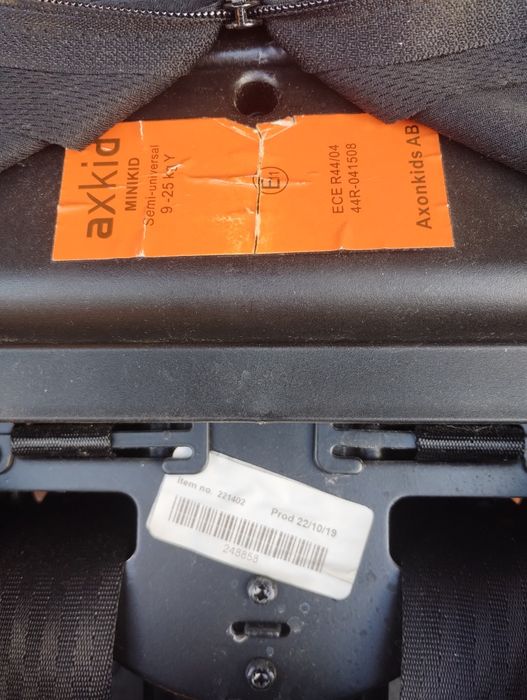 axkid
MINIKID
Semi-universal
9 -25 kg Y
E1
ECE R44/04
44R-041508
Axonkids AB
Item no. 221402
Prod 22/10/19
248858